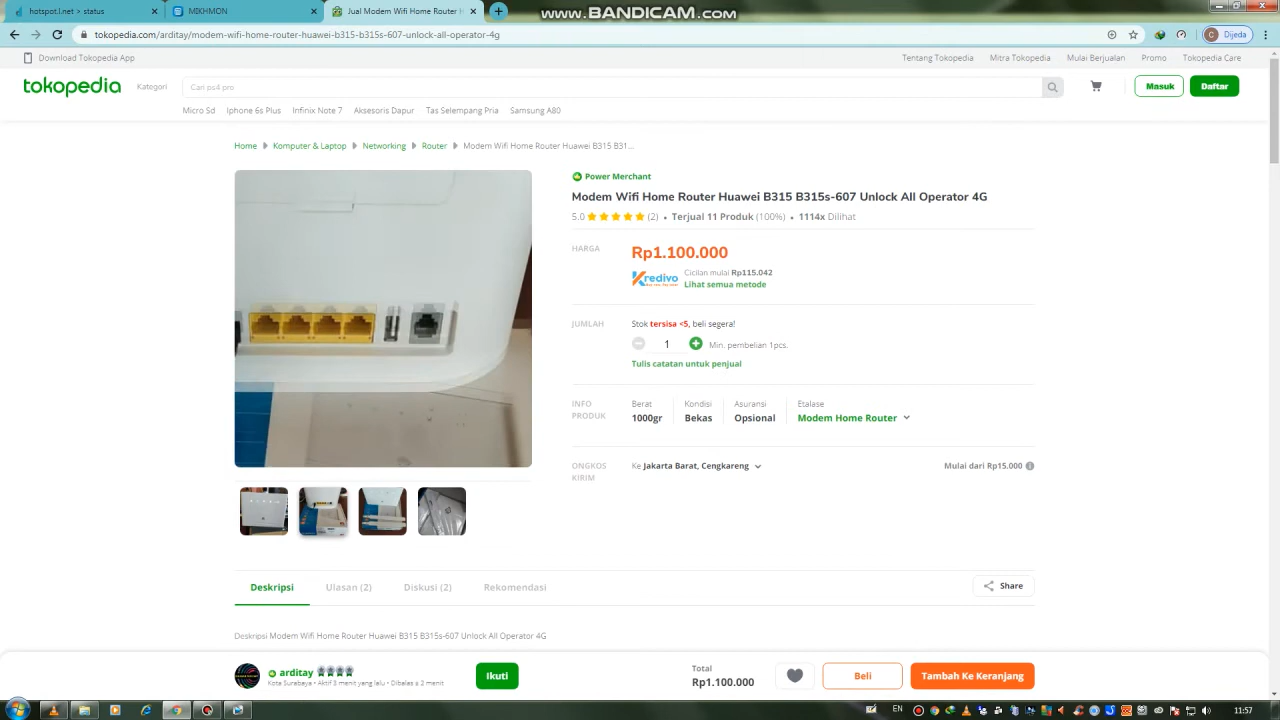 hotspot.l.net > status
MIKHMON
Jual Modem Wifi Home Router H
WWW.BANDICAM.COM
tokopedia.com/arditay/modem-wifi-home-router-huawei-b315-b315s-607-unlock-all-operator-4g
C Dijeda
Download Tokopedia App
Tentang Tokopedia Mitra Tokopedia Mulai Berjualan Promo Tokopedia Care
tokopedia Kategori Cari ps4 pro Masuk Daftar
Micro Sd Iphone 6s Plus Infinix Note 7 Aksesoris Dapur Tas Selempang Pria Samsung A80
Home Komputer & Laptop Networking Router Modem Wifi Home Router Huawei B315 B31...
Power Merchant
Modem Wifi Home Router Huawei B315 B315s-607 Unlock All Operator 4G
5.0 (2) • Terjual 11 Produk (100%) • 1114x Dilihat
HARGA Rp1.100.000
Kredivo Cicilan mulai Rp115.042
Lihat semua metode
JUMLAH Stok tersisa <5, beli segera!
1 Min. pembelian 1pcs.
Tulis catatan untuk penjual
INFO PRODUK
Berat Kondisi Asuransi Etalase
1000gr Bekas Opsional Modem Home Router
ONGKOS KIRIM
Ke Jakarta Barat, Cengkareng Mulai dari Rp15.000
Deskripsi Ulasan (2) Diskusi (2) Rekomendasi Share
Deskripsi Modem Wifi Home Router Huawei B315 B315s-607 Unlock All Operator 4G
arditay
Kota Surabaya • Aktif 8 menit yang lalu • Dibalas ± 3 menit
Ikuti
Total
Rp1.100.000
Beli Tambah Ke Keranjang
EN 11:57